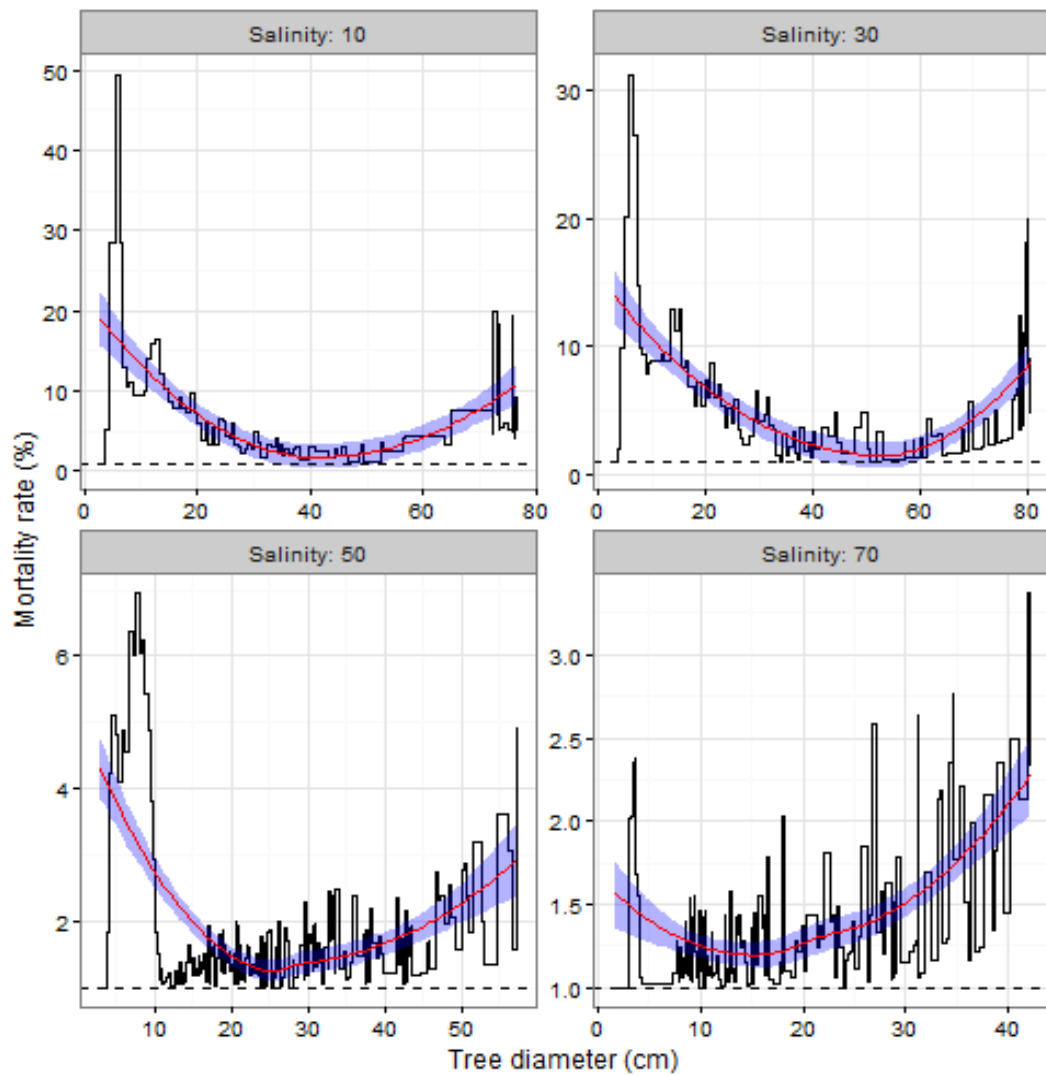 Salinity: 10
Salinity: 30
50
40
30
20
10
0
30
20
10
0
0 20 40 60 80
0 20 40 60 80
Mortality rate (%)
Salinity: 50
Salinity: 70
6
4
2
3.0
2.5
2.0
1.5
1.0
10 20 30 40 50
0 10 20 30 40
Tree diameter (cm)